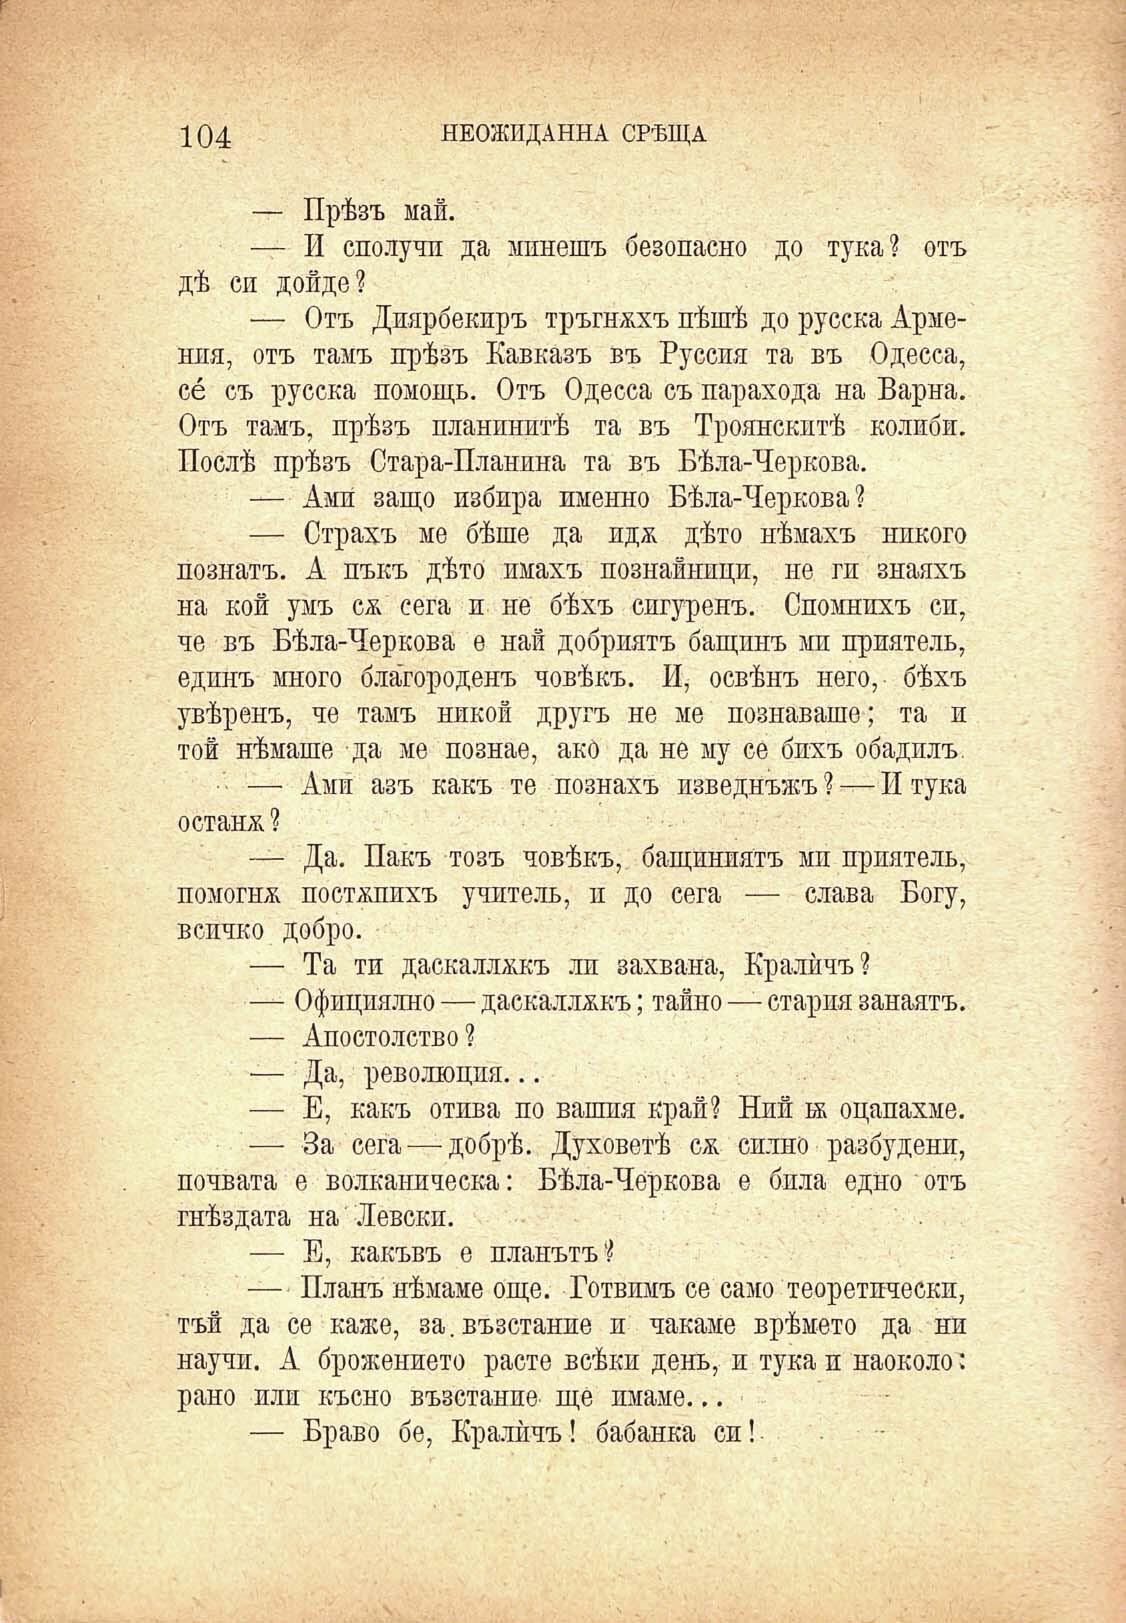 104
НЕОЖИДАННА СРѢЩА
— Прѣзъ май.
— И сполучи да минешъ безопасно до тука? отъ
дѣ си дойде?
— Отъ Диярбекиръ тръгнѫхъ пѣшѣ до русска Арме-
ния, отъ тамъ прѣзъ Кавказъ въ Руссия та въ Одесса,
се́ съ русска помощь. Отъ Одесса съ парахода на Варна.
Отъ тамъ, прѣзъ планинитѣ та въ Троянскитѣ колиби.
Послѣ прѣзъ Стара-Планина та въ Бѣла-Черкова.
— Ами защо избира именно Бѣла-Черкова?
— Страхъ ме бѣше да идѫ дѣто нѣмахъ никого
познатъ. А пъкъ дѣто имахъ познайници, не ги знаяхъ
на кой умъ сѫ сега и не бѣхъ сигуренъ. Спомнихъ си,
че въ Бѣла-Черкова е най добриятъ бащинъ ми приятель,
единъ много благороденъ човѣкъ. И, освѣнъ него, бѣхъ
увѣренъ, че тамъ никой другъ не ме познаваше; та и
той нѣмаше да ме познае, ако да не му се бихъ обадилъ.
— Ами азъ какъ те познахъ изведнъжъ? — И тука
останѫ?
— Да. Пакъ тозъ човѣкъ, бащиниятъ ми приятель,
помогнѫ постѫпихъ учитель, и до сега — слава Богу,
всичко добро.
— Та ти даскаллѫкъ ли захвана, Кралѝчъ?
— Официялно — даскаллѫкъ; тайно — стария занаятъ.
— Апостолство?
— Да, революция...
— Е, какъ отива по вашия край? Ний ѭ оцапахме.
— За сега — добрѣ. Духоветѣ сѫ силно разбудени,
почвата е волканическа: Бѣла-Черкова е била едно отъ
гнѣздата на Левски.
— Е, какъвъ е планътъ?
— Планъ нѣмаме още. Готвимъ се само теоретически,
тъй да се каже, за възстание и чакаме врѣмето да ни
научи. А брожението расте всѣки день, и тука и наоколо:
рано или късно възстание ще имаме...
— Браво бе, Кралѝчъ! бабанка си!